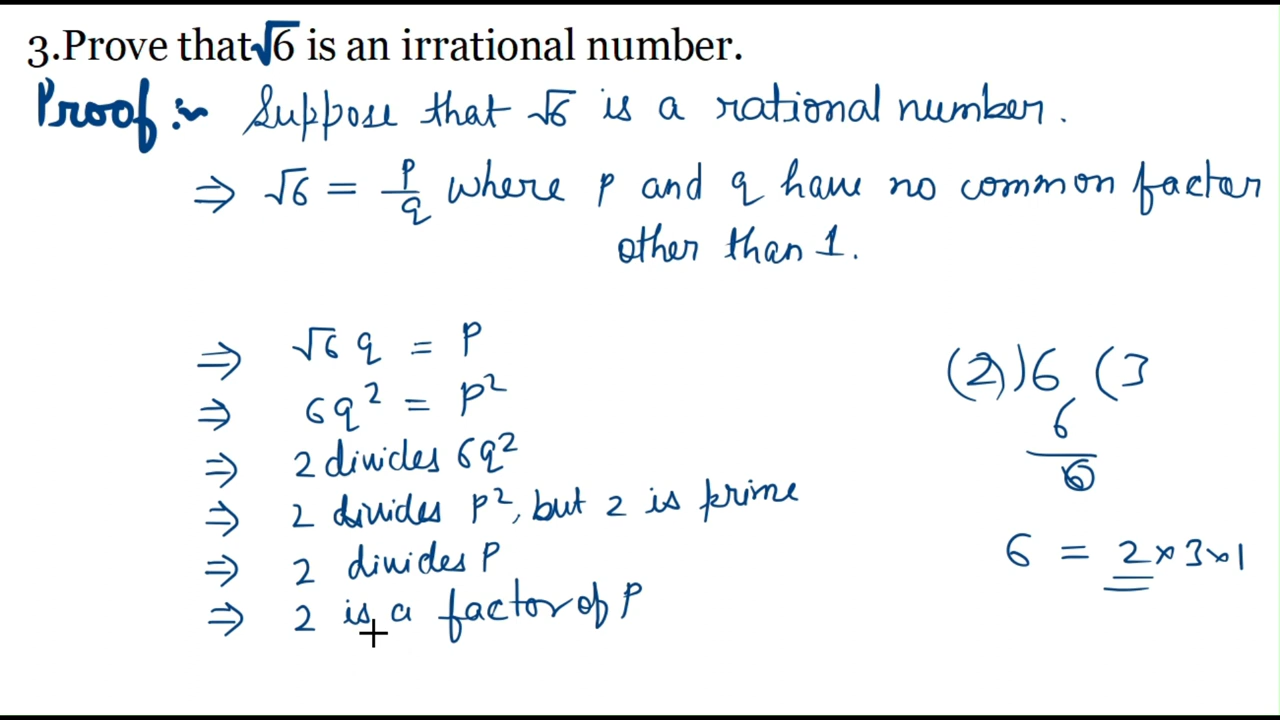 3.Prove that √6 is an irrational number.
Proof :~ Suppose that √6 is a rational number.
⇒ √6 = p/q where p and q have no common factor
other than 1.
⇒ √6 q = p
⇒ 6q² = p²
⇒ 2 divides 6q²
⇒ 2 divides p², but 2 is prime
⇒ 2 divides p
⇒ 2 is a factor of p
(2) ) 6 ( 3
6
0
6 = 2 × 3 × 1